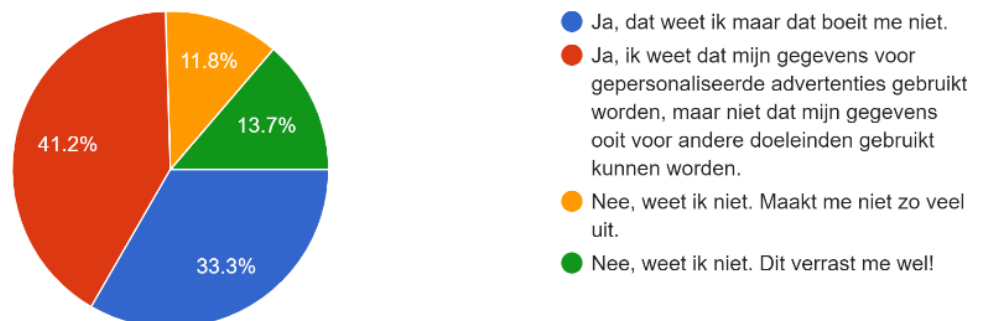 11.8%
13.7%
41.2%
33.3%
Ja, dat weet ik maar dat boeit me niet.
Ja, ik weet dat mijn gegevens voor
gepersonaliseerde advertenties gebruikt
worden, maar niet dat mijn gegevens
ooit voor andere doeleinden gebruikt
kunnen worden.
Nee, weet ik niet. Maakt me niet zo veel
uit.
Nee, weet ik niet. Dit verrast me wel!